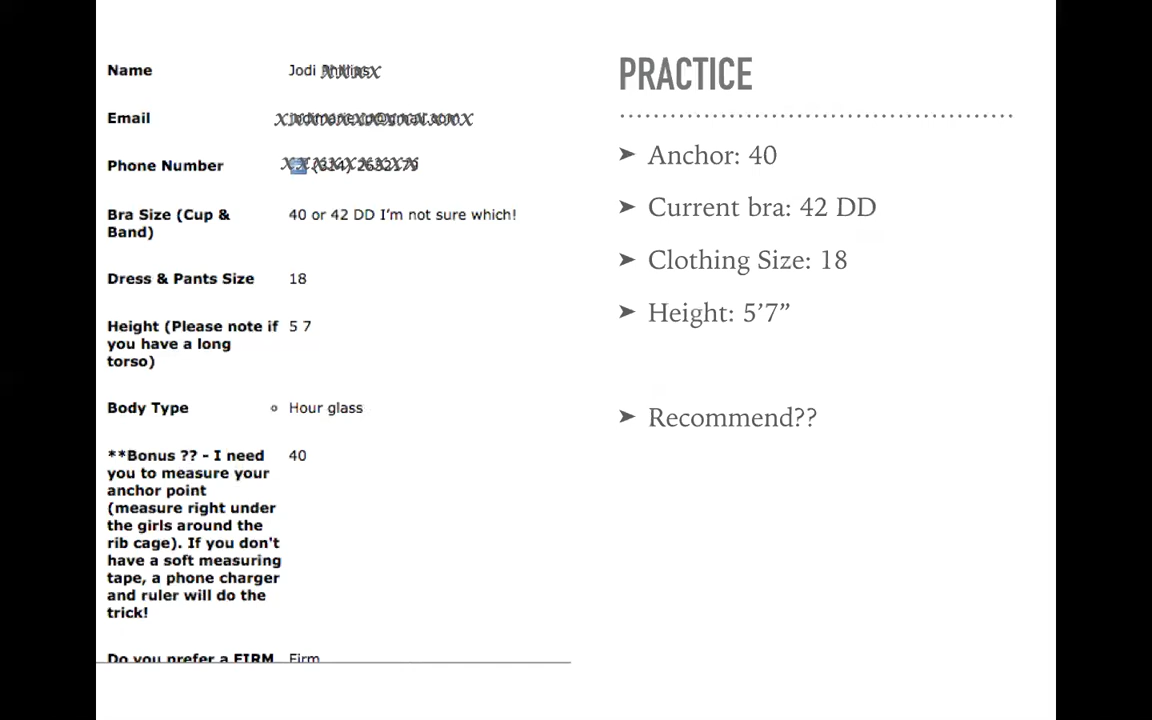 Name Jodi
Email
Phone Number
Bra Size (Cup & 40 or 42 DD I'm not sure which!
Band)
Dress & Pants Size 18
Height (Please note if 5 7
you have a long
torso)
Body Type Hour glass
**Bonus ?? - I need 40
you to measure your
anchor point
(measure right under
the girls around the
rib cage). If you don't
have a soft measuring
tape, a phone charger
and ruler will do the
trick!
Do you prefer a FIRM Firm
PRACTICE
➤ Anchor: 40
➤ Current bra: 42 DD
➤ Clothing Size: 18
➤ Height: 5’7”
➤ Recommend??